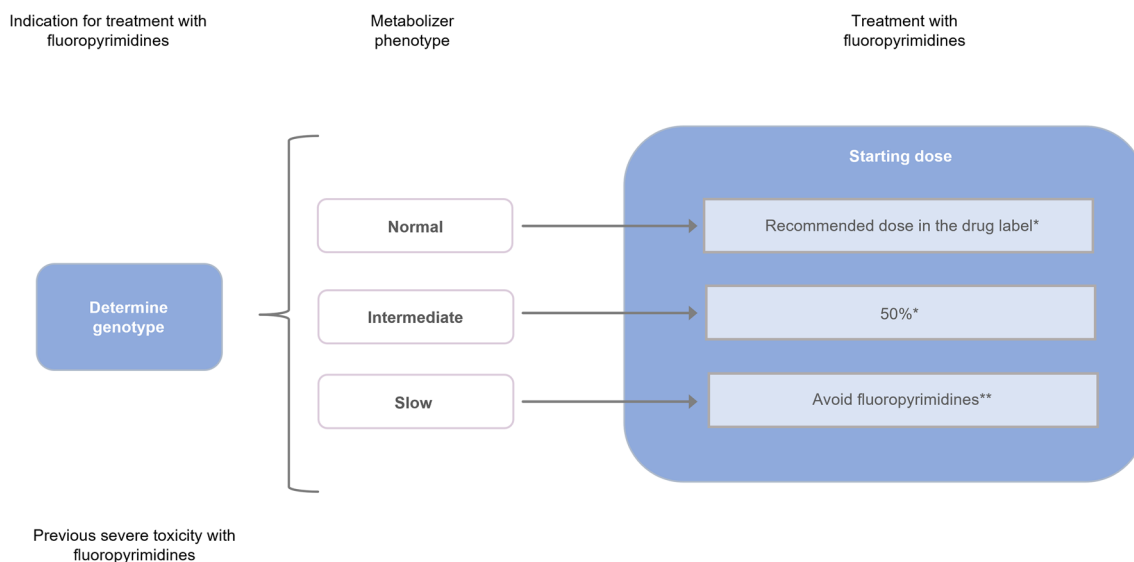 Indication for treatment with
fluoropyrimidines
Metabolizer
phenotype
Treatment with
fluoropyrimidines
Starting dose
Normal
Recommended dose in the drug label*
Determine
genotype
Intermediate
50%*
Slow
Avoid fluoropyrimidines**
Previous severe toxicity with
fluoropyrimidines